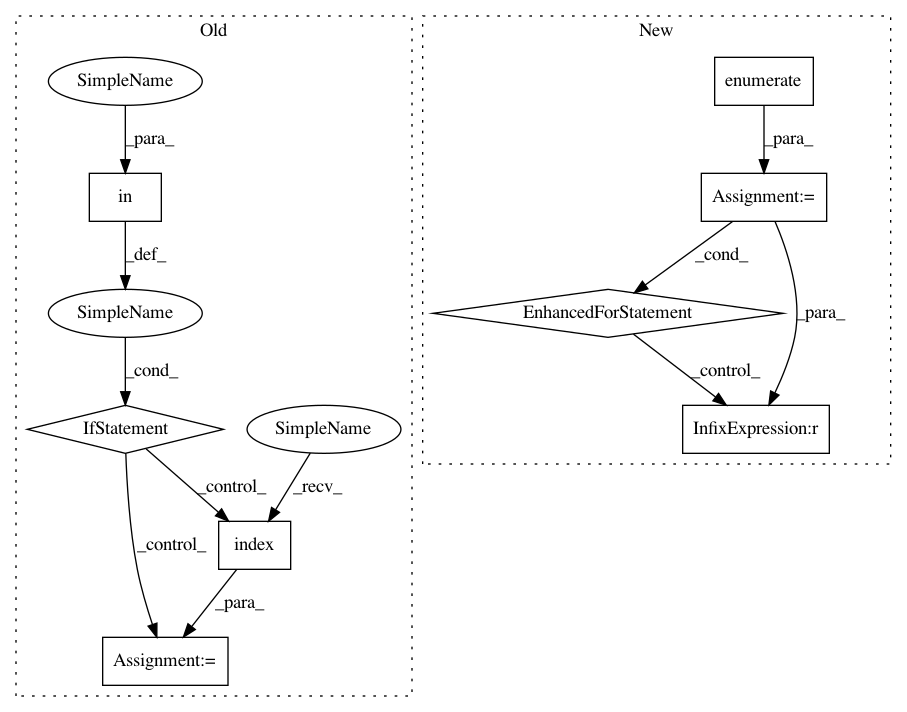 Old
New
SimpleName
enumerate
_para_
_para_
in
Assignment:=
_def_
_cond_
SimpleName
EnhancedForStatement
_para_
_cond_
_control_
IfStatement
SimpleName
InfixExpression:r
_control_
_recv_
_control_
index
_para_
Assignment:=